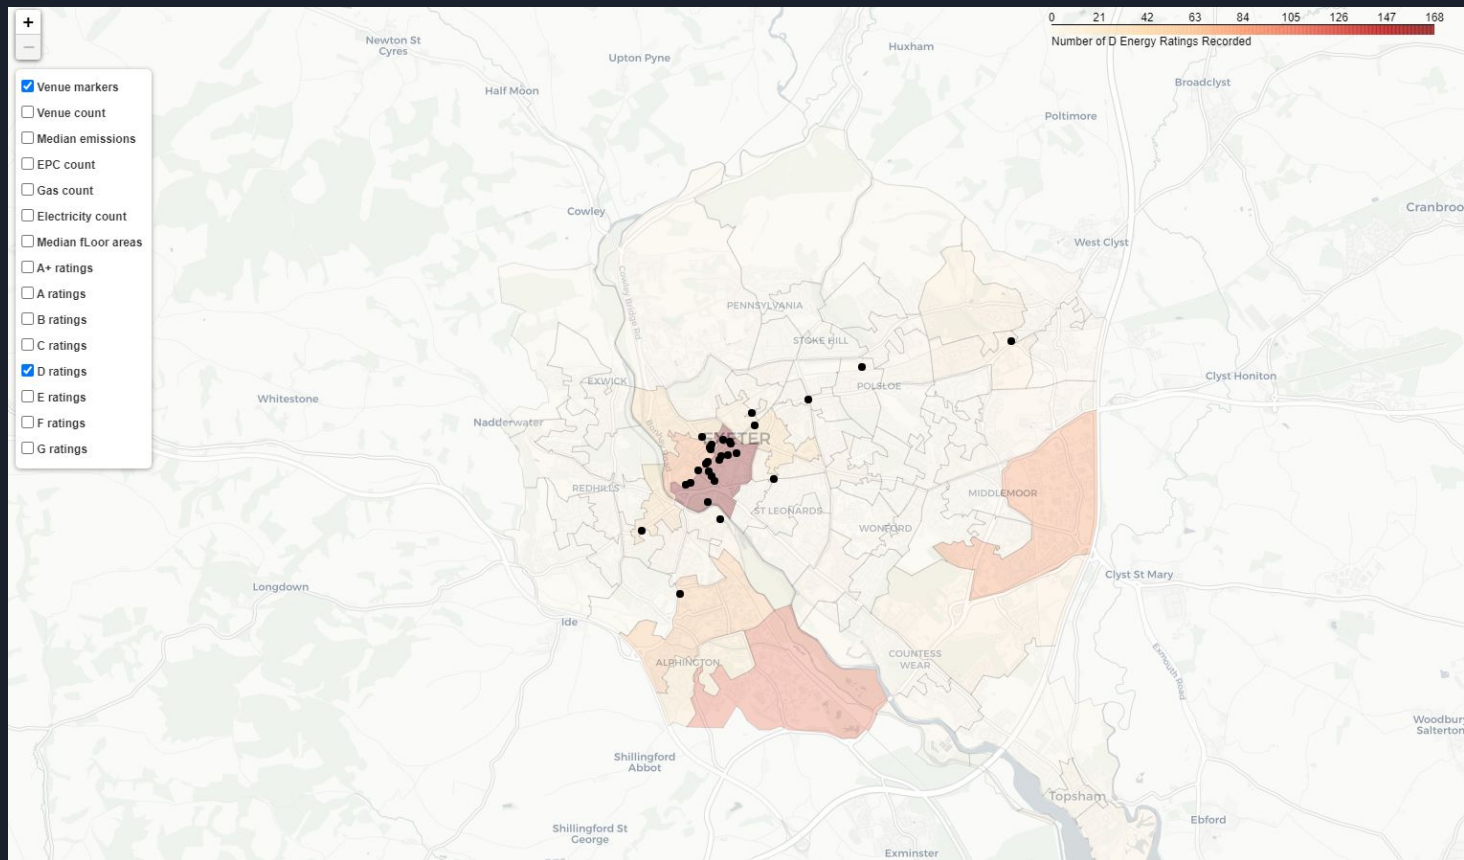 +
−
Venue markers
Venue count
Median emissions
EPC count
Gas count
Electricity count
Median fLoor areas
A+ ratings
A ratings
B ratings
C ratings
D ratings
E ratings
F ratings
G ratings
0 21 42 63 84 105 126 147 168
Number of D Energy Ratings Recorded
Newton St
Cyres
Upton Pyne
Huxham
Broadclyst
Half Moon
Poltimore
Cowley
Cranbroo
West Clyst
Cowley Bridge Rd
PENNSYLVANIA
STOKE HILL
EXWICK
POLSLOE
Clyst Honiton
Whitestone
Nadderwater
EXETER
REDHILLS
MIDDLEMOOR
ST LEONARDS
WONFORD
Longdown
Clyst St Mary
Ide
ALPHINGTON
COUNTESS
WEAR
Exmouth Road
Woodbury
Salterton
Shillingford
Abbot
Topsham
Ebford
Shillingford St
George
Exminster